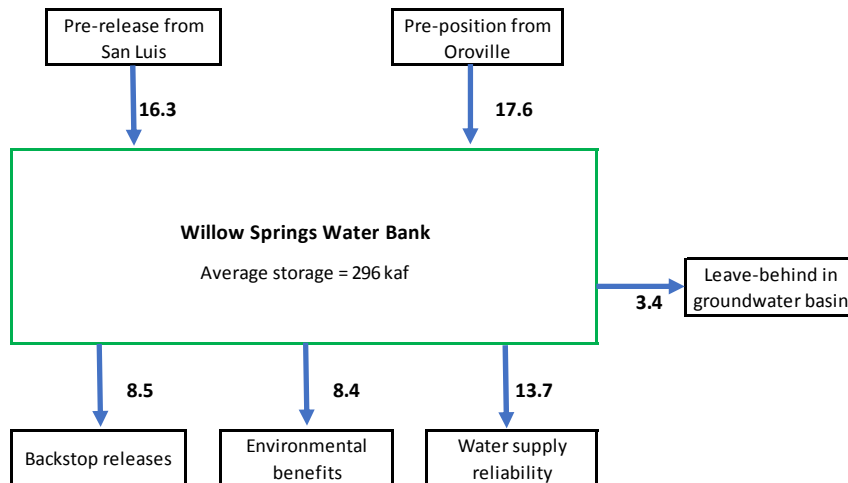 Pre-release from
San Luis
Pre-position from
Oroville
16.3
17.6
Willow Springs Water Bank
Average storage = 296 kaf
Leave-behind in
groundwater basin
3.4
8.5
8.4
13.7
Backstop releases
Environmental
benefits
Water supply
reliability